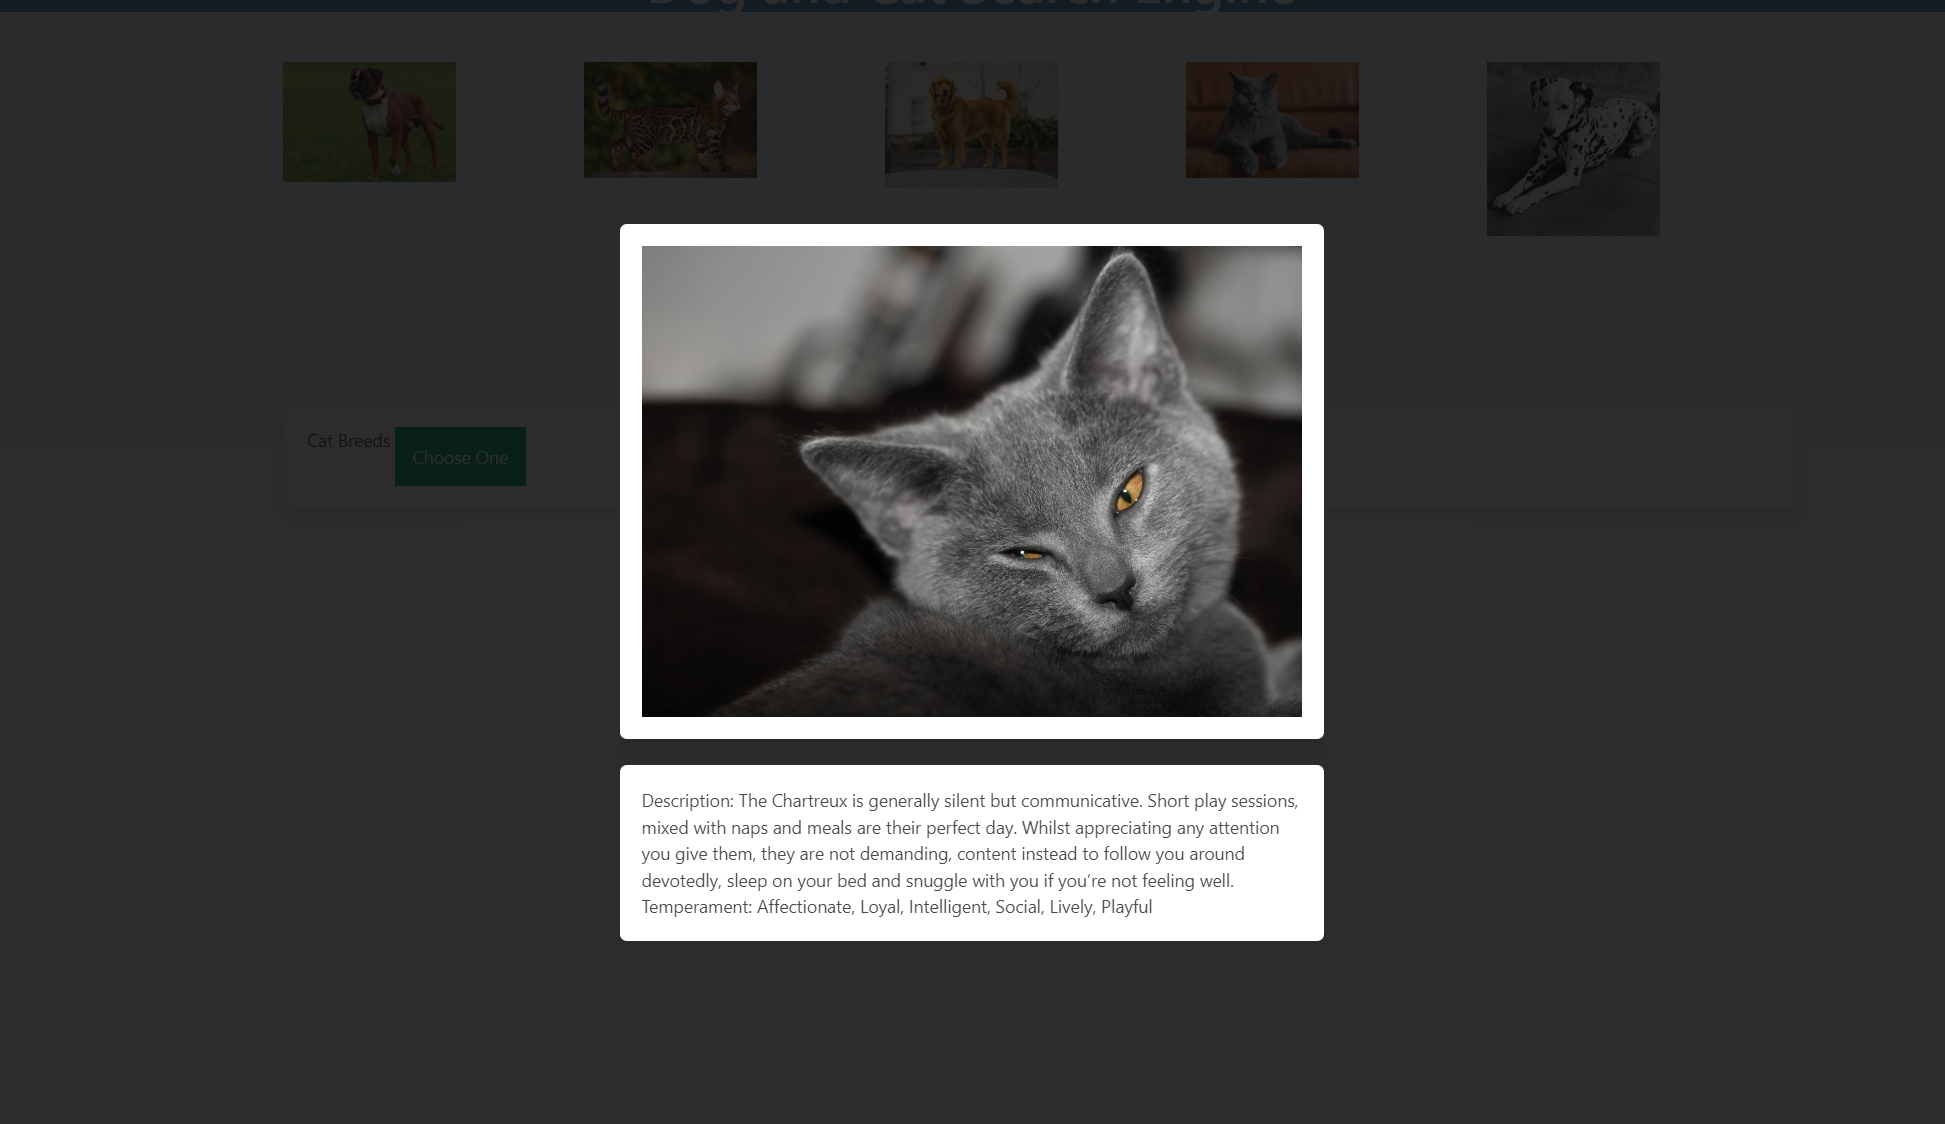 Dog and Cat Search Engine
Cat Breeds
Choose One
Description: The Chartreux is generally silent but communicative. Short play sessions,
mixed with naps and meals are their perfect day. Whilst appreciating any attention
you give them, they are not demanding, content instead to follow you around
devotedly, sleep on your bed and snuggle with you if you’re not feeling well.
Temperament: Affectionate, Loyal, Intelligent, Social, Lively, Playful